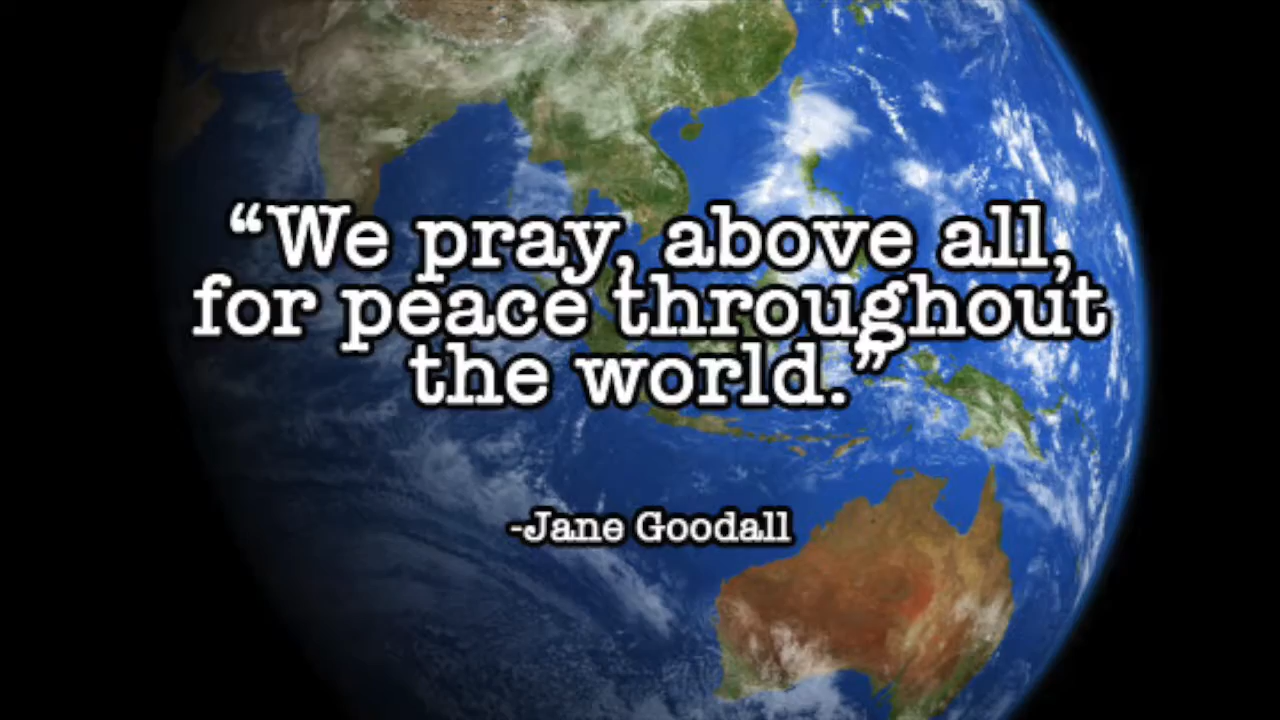 “We pray, above all,
for peace throughout
the world.”
-Jane Goodall